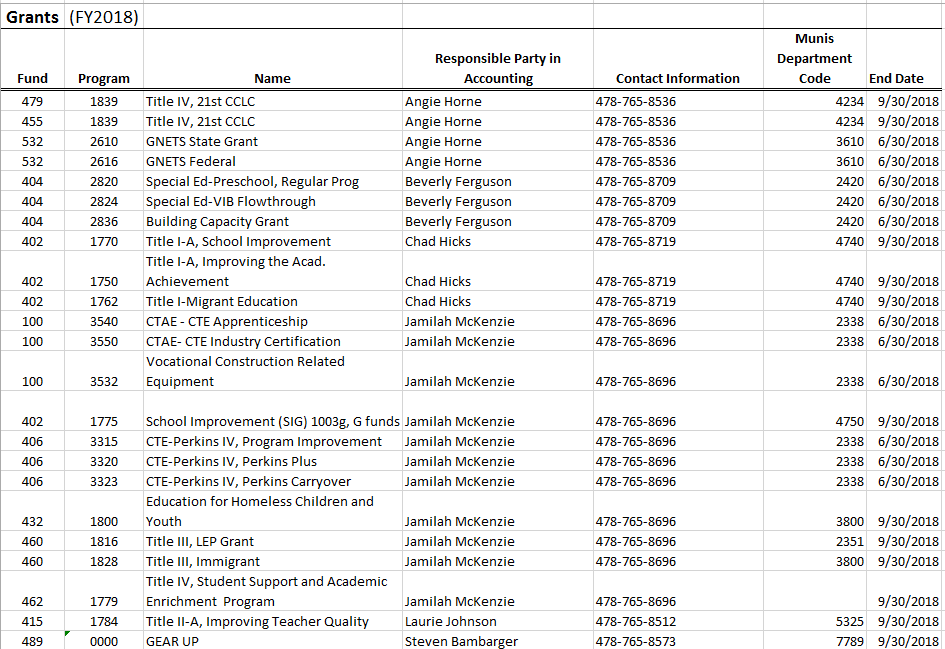 Grants (FY2018)
Munis
Responsible Party in Department
Fund Program Name Accounting Contact Information Code End Date
479 1839 Title IV, 21st CCLC Angie Horne 478-765-8536 4234 9/30/2018
455 1839 Title IV, 21st CCLC Angie Horne 478-765-8536 4234 9/30/2018
532 2610 GNETS State Grant Angie Horne 478-765-8536 3610 6/30/2018
532 2616 GNETS Federal Angie Horne 478-765-8536 3610 6/30/2018
404 2820 Special Ed-Preschool, Regular Prog Beverly Ferguson 478-765-8709 2420 6/30/2018
404 2824 Special Ed-VIB Flowthrough Beverly Ferguson 478-765-8709 2420 6/30/2018
404 2836 Building Capacity Grant Beverly Ferguson 478-765-8709 2420 6/30/2018
402 1770 Title I-A, School Improvement Chad Hicks 478-765-8719 4740 9/30/2018
Title I-A, Improving the Acad.
402 1750 Achievement Chad Hicks 478-765-8719 4740 9/30/2018
402 1762 Title I-Migrant Education Chad Hicks 478-765-8719 4740 9/30/2018
100 3540 CTAE - CTE Apprenticeship Jamilah McKenzie 478-765-8696 2338 6/30/2018
100 3550 CTAE- CTE Industry Certification Jamilah McKenzie 478-765-8696 2338 6/30/2018
Vocational Construction Related
100 3532 Equipment Jamilah McKenzie 478-765-8696 2338 6/30/2018
402 1775 School Improvement (SIG) 1003g, G funds Jamilah McKenzie 478-765-8696 4750 9/30/2018
406 3315 CTE-Perkins IV, Program Improvement Jamilah McKenzie 478-765-8696 2338 6/30/2018
406 3320 CTE-Perkins IV, Perkins Plus Jamilah McKenzie 478-765-8696 2338 6/30/2018
406 3323 CTE-Perkins IV, Perkins Carryover Jamilah McKenzie 478-765-8696 2338 6/30/2018
Education for Homeless Children and
432 1800 Youth Jamilah McKenzie 478-765-8696 3800 9/30/2018
460 1816 Title III, LEP Grant Jamilah McKenzie 478-765-8696 2351 9/30/2018
460 1828 Title III, Immigrant Jamilah McKenzie 478-765-8696 3800 9/30/2018
Title IV, Student Support and Academic
462 1779 Enrichment Program Jamilah McKenzie 478-765-8696 9/30/2018
415 1784 Title II-A, Improving Teacher Quality Laurie Johnson 478-765-8512 5325 9/30/2018
489 0000 GEAR UP Steven Bambarger 478-765-8573 7789 9/30/2018